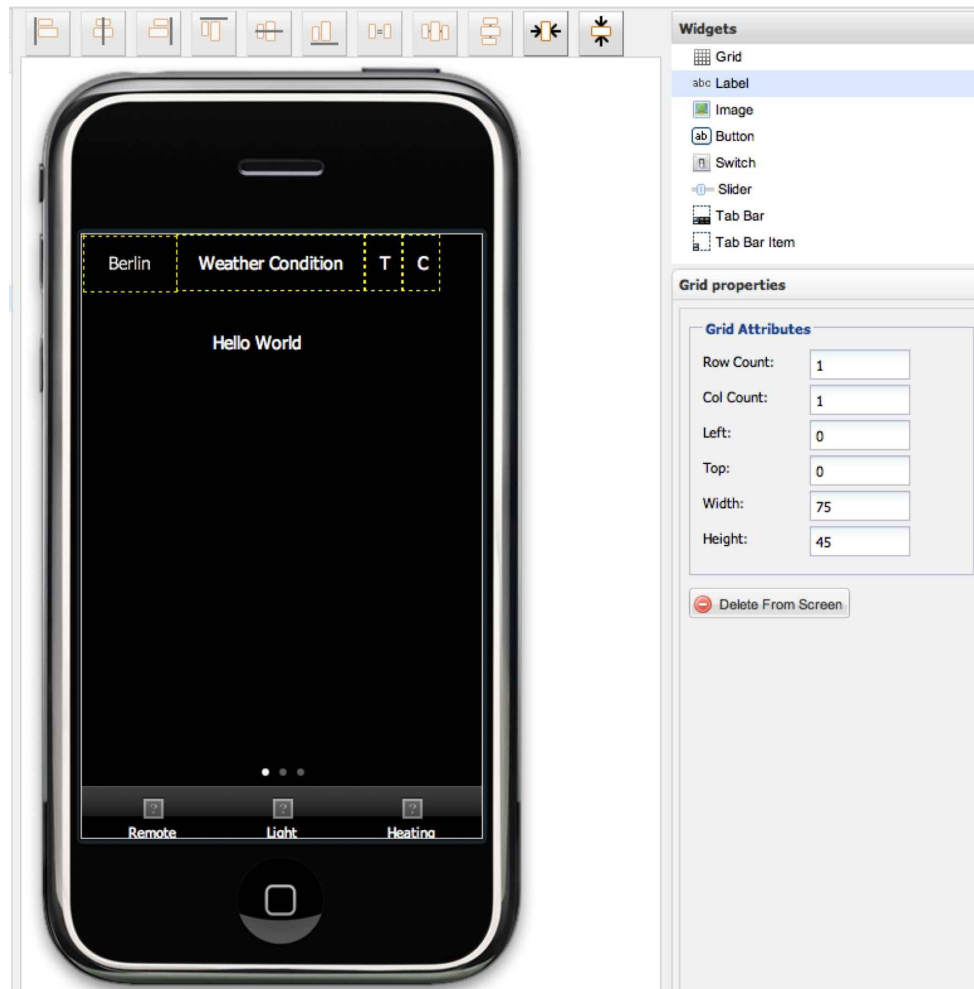 Berlin Weather Condition T C
Hello World
Remote Light Heating
Widgets
Grid
abc Label
Image
ab Button
Switch
Slider
Tab Bar
Tab Bar Item
Grid properties
Grid Attributes
Row Count: 1
Col Count: 1
Left: 0
Top: 0
Width: 75
Height: 45
Delete From Screen